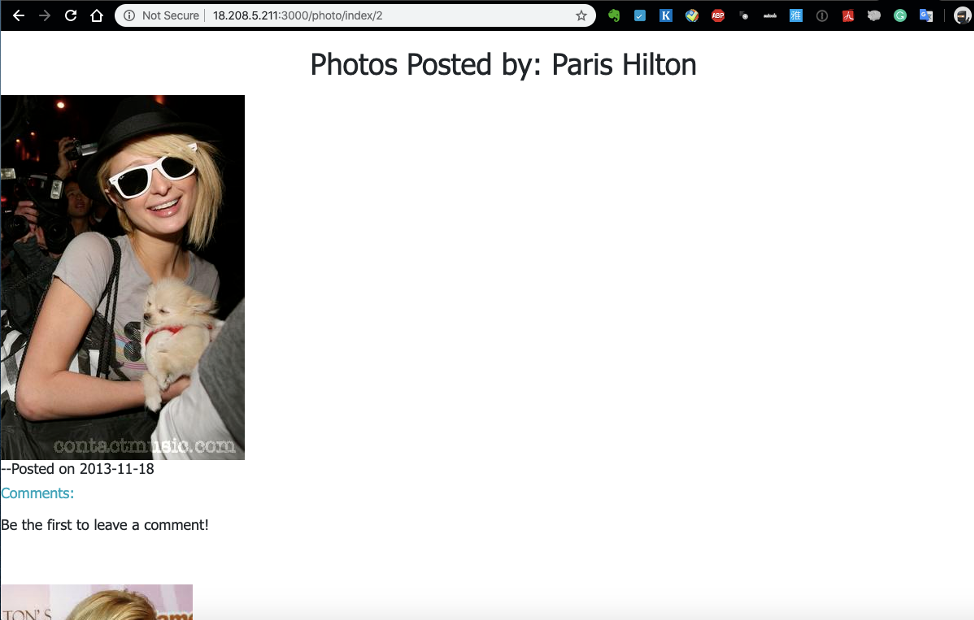 Not Secure | 18.208.5.211:3000/photo/index/2
Photos Posted by: Paris Hilton
contactmusic.com
--Posted on 2013-11-18
Comments:
Be the first to leave a comment!
TON'S